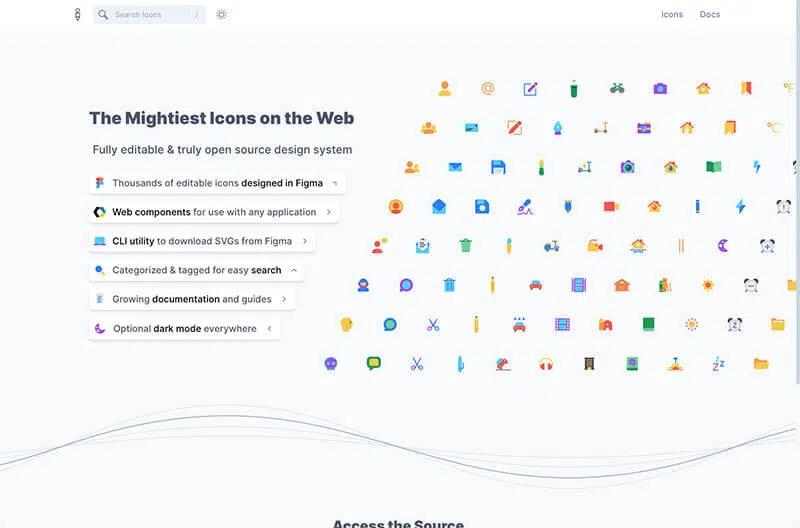 Search Icons /
Icons Docs
The Mightiest Icons on the Web
Fully editable & truly open source design system
Thousands of editable icons designed in Figma
Web components for use with any application
CLI utility to download SVGs from Figma
Categorized & tagged for easy search
Growing documentation and guides
Optional dark mode everywhere
°F
°C
Access the Source